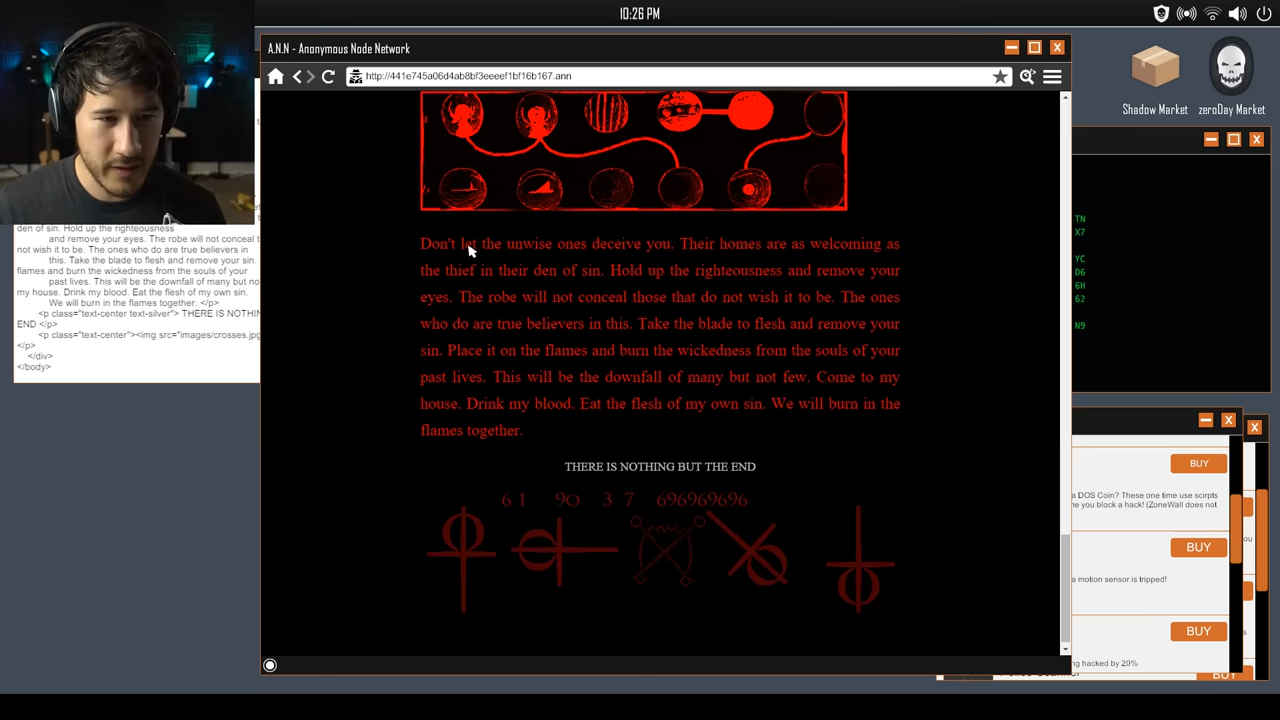 10:26 PM
A.N.N - Anonymous Node Network
http://441e745a06d4ab8bf3eeeef1bf16b167.ann
Shadow Market
zeroDay Market
Don't let the unwise ones deceive you. Their homes are as welcoming as
the thief in their den of sin. Hold up the righteousness and remove your
eyes. The robe will not conceal those that do not wish it to be. The ones
who do are true believers in this. Take the blade to flesh and remove your
sin. Place it on the flames and burn the wickedness from the souls of your
past lives. This will be the downfall of many but not few. Come to my
house. Drink my blood. Eat the flesh of my own sin. We will burn in the
flames together.
THERE IS NOTHING BUT THE END
61 90 3 7 696969696
den of sin. Hold up the righteousness
and remove your eyes. The robe will not conceal t
not wish it to be. The ones who do are true believers in
this. Take the blade to flesh and remove your sin.
flames and burn the wickedness from the souls of your
past lives. This will be the downfall of many but no
my house. Drink my blood. Eat the flesh of my own sin.
We will burn in the flames together. </p>
<p class="text-center text-silver"> THERE IS NOTHIN
END </p>
<p class="text-center"><img src="images/crosses.jpg
</p>
</div>
</body>
TN
X7
YC
D6
6H
62
N9
BUY
a DOS Coin? These one time use scirpts
e you block a hack! (ZoneWall does not
BUY
a motion sensor is tripped!
BUY
ng hacked by 20%
ou
BUY